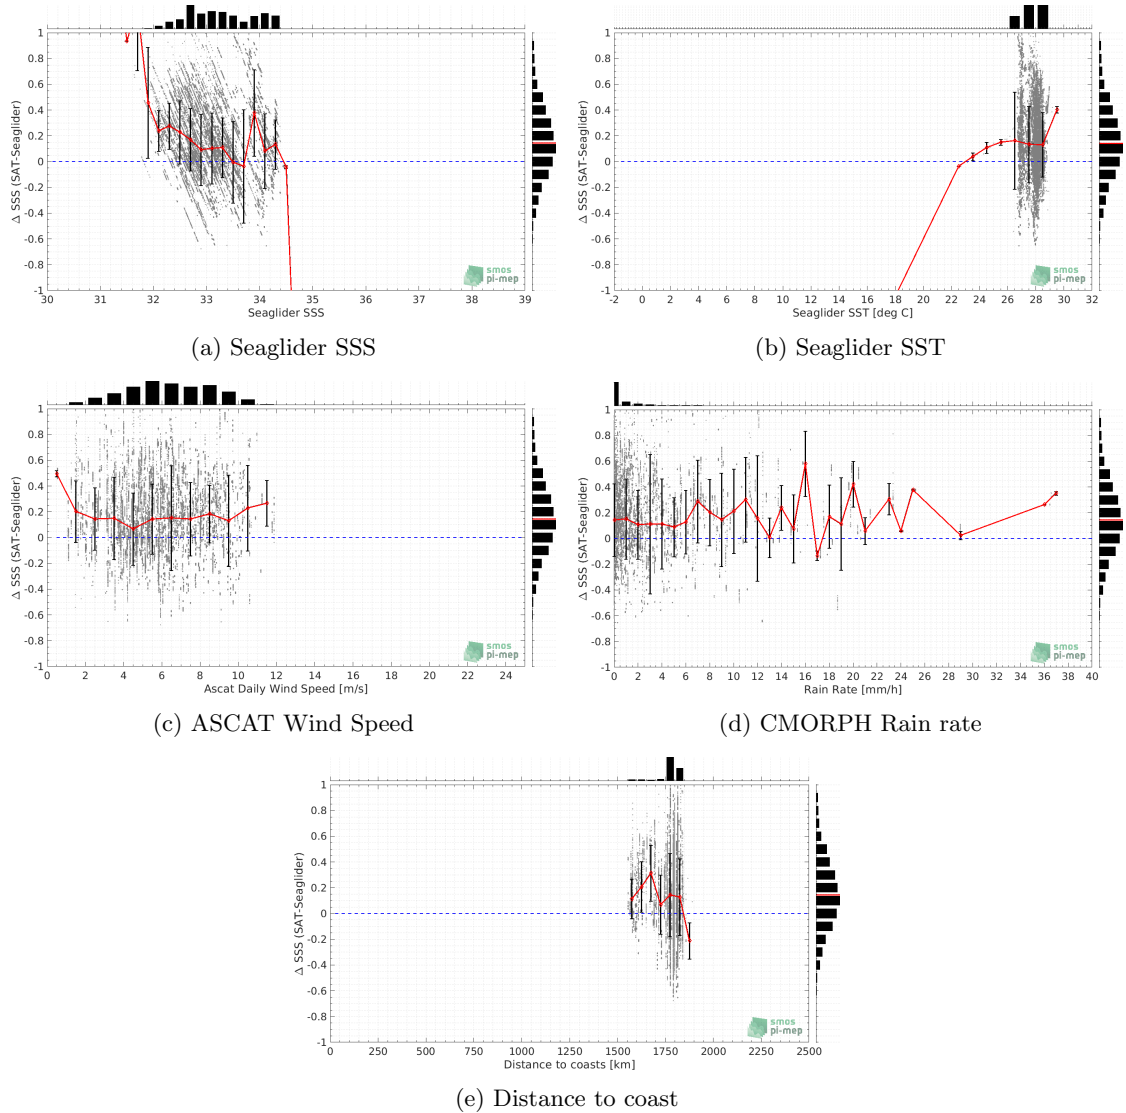 1
0.8
0.6
0.4
0.2
0
-0.2
-0.4
-0.6
-0.8
-1
Δ SSS (SAT-Seaglider)
30 31 32 33 34 35 36 37 38 39
Seaglider SSS
smos
pi-mep
(a) Seaglider SSS
1
0.8
0.6
0.4
0.2
0
-0.2
-0.4
-0.6
-0.8
-1
Δ SSS (SAT-Seaglider)
-2 0 2 4 6 8 10 12 14 16 18 20 22 24 26 28 30 32
Seaglider SST [deg C]
smos
pi-mep
(b) Seaglider SST
1
0.8
0.6
0.4
0.2
0
-0.2
-0.4
-0.6
-0.8
-1
Δ SSS (SAT-Seaglider)
0 2 4 6 8 10 12 14 16 18 20 22 24
Ascat Daily Wind Speed [m/s]
smos
pi-mep
(c) ASCAT Wind Speed
1
0.8
0.6
0.4
0.2
0
-0.2
-0.4
-0.6
-0.8
-1
Δ SSS (SAT-Seaglider)
0 2 4 6 8 10 12 14 16 18 20 22 24 26 28 30 32 34 36 38 40
Rain Rate [mm/h]
smos
pi-mep
(d) CMORPH Rain rate
1
0.8
0.6
0.4
0.2
0
-0.2
-0.4
-0.6
-0.8
-1
Δ SSS (SAT-Seaglider)
0 250 500 750 1000 1250 1500 1750 2000 2250 2500
Distance to coasts [km]
smos
pi-mep
(e) Distance to coast